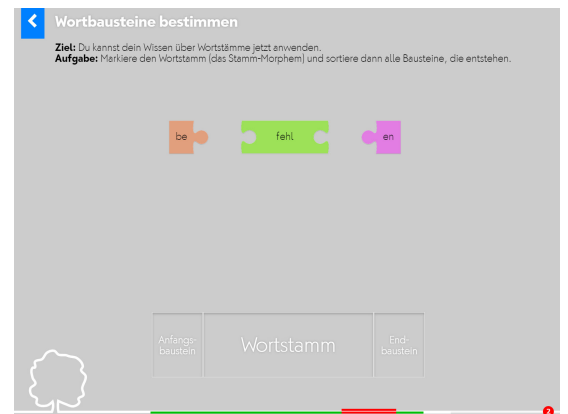 Wortbausteine bestimmen
Ziel: Du kannst dein Wissen über Wortstämme jetzt anwenden.
Aufgabe: Markiere den Wortstamm (das Stamm-Morphem) und sortiere dann alle Bausteine, die entstehen.
be fehl en
Anfangs-
baustein
Wortstamm
End-
baustein
2